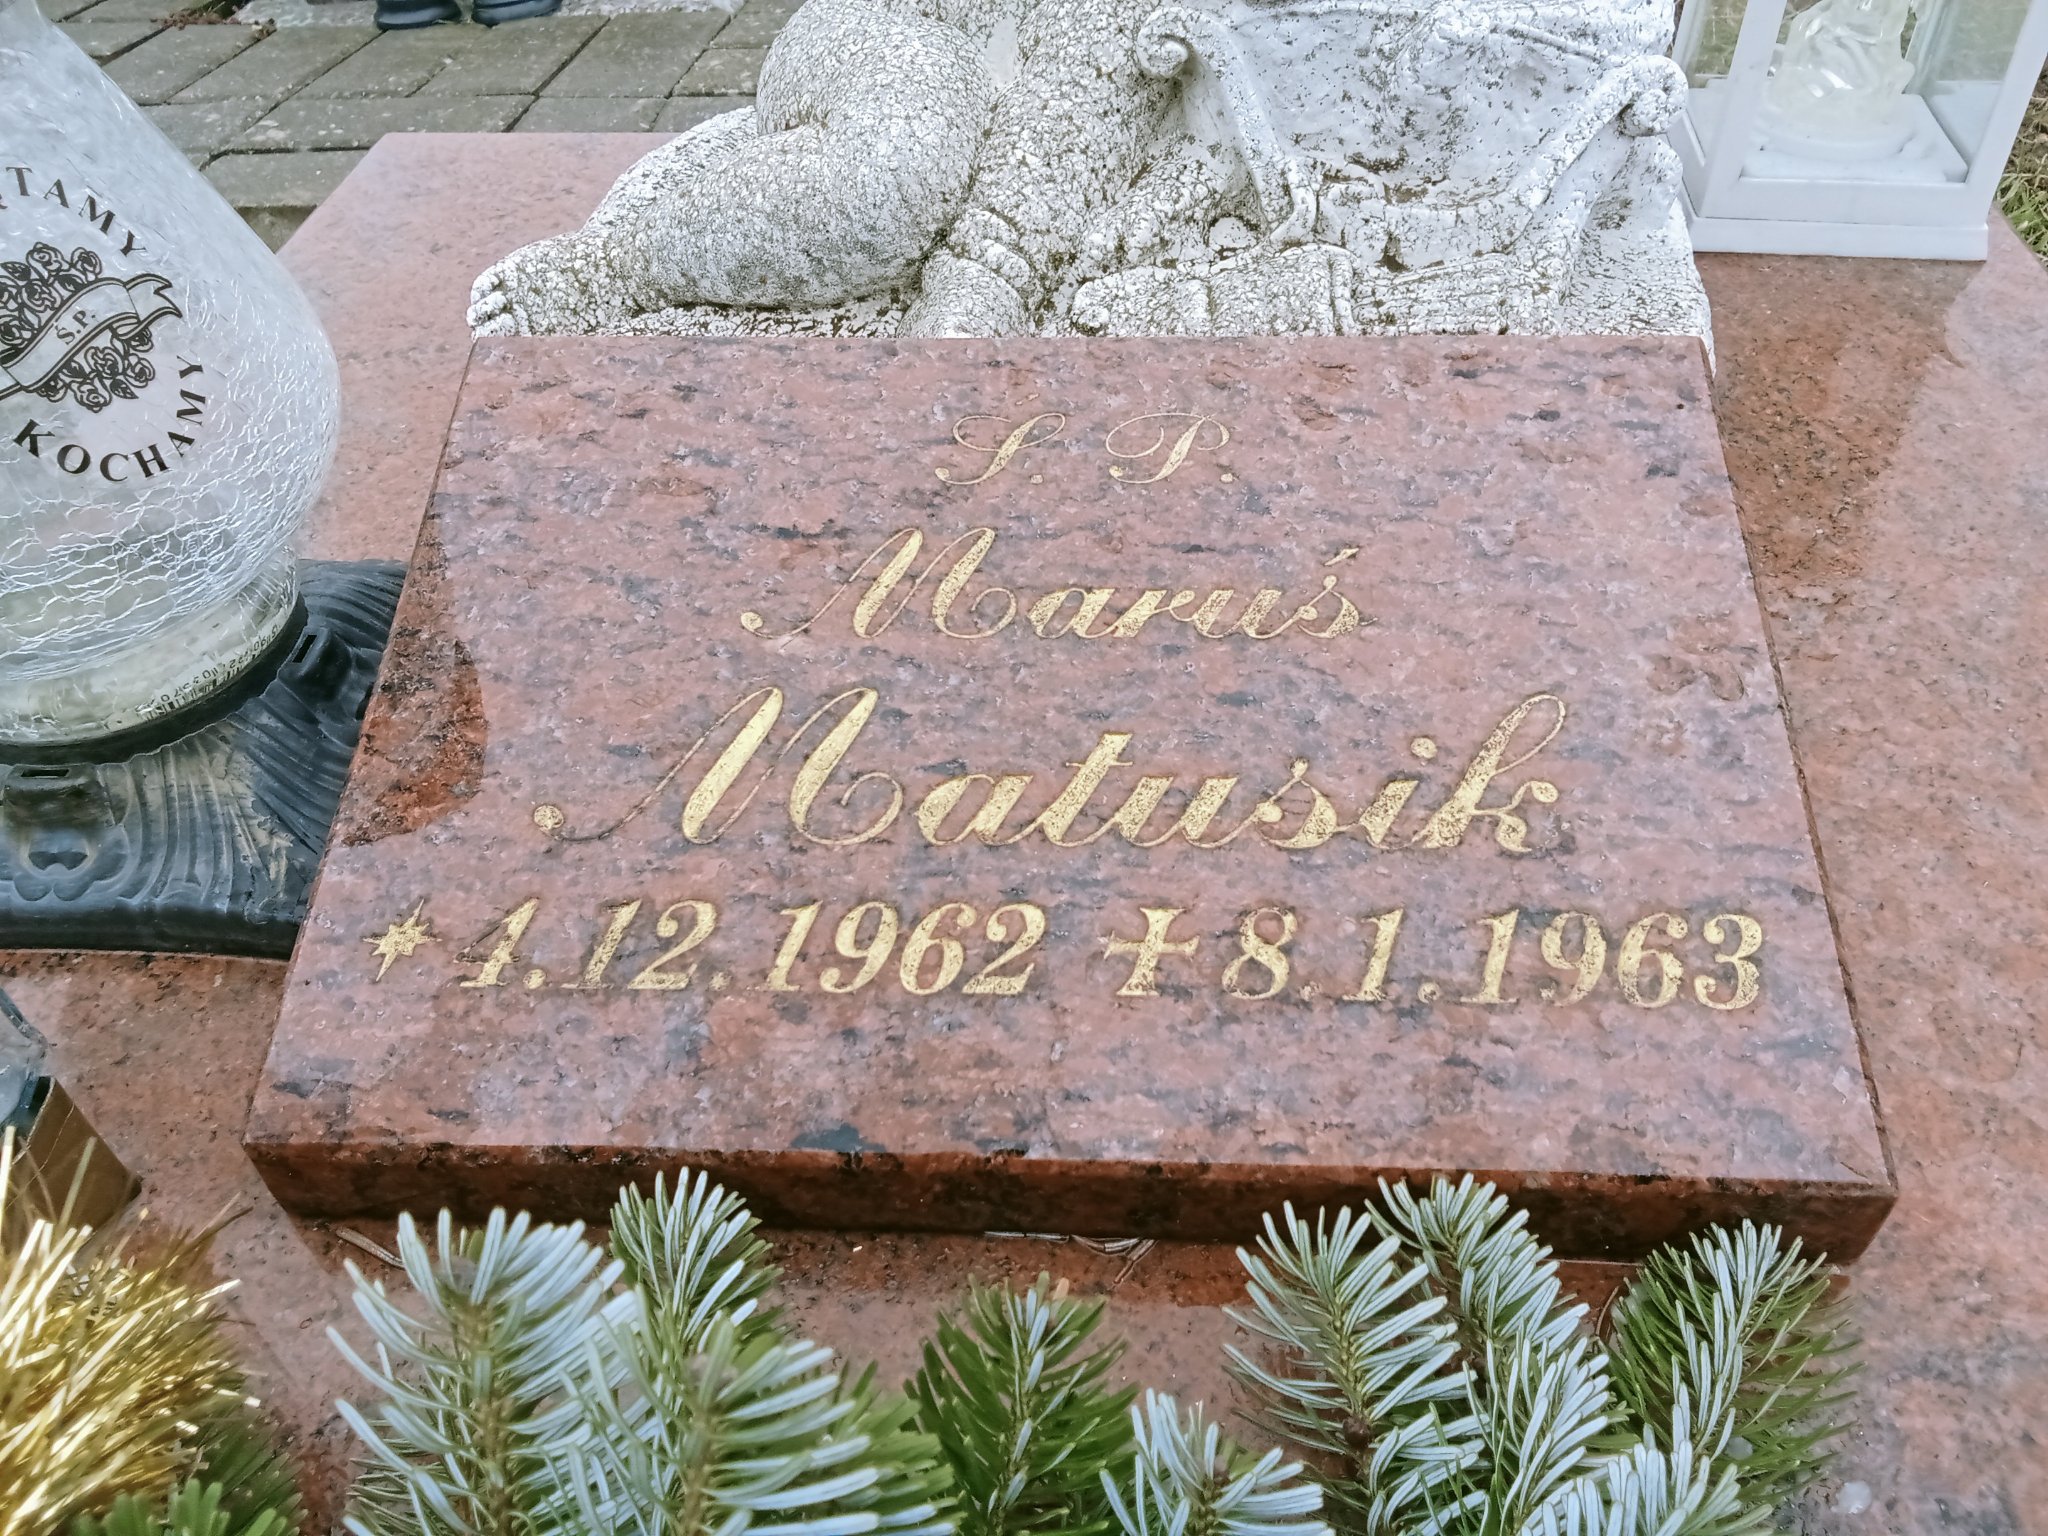 TAMY
Ś.P.
KOCHAMY
Ś. P.
Maruś
Matusik
* 4.12.1962 ✝ 8.1.1963